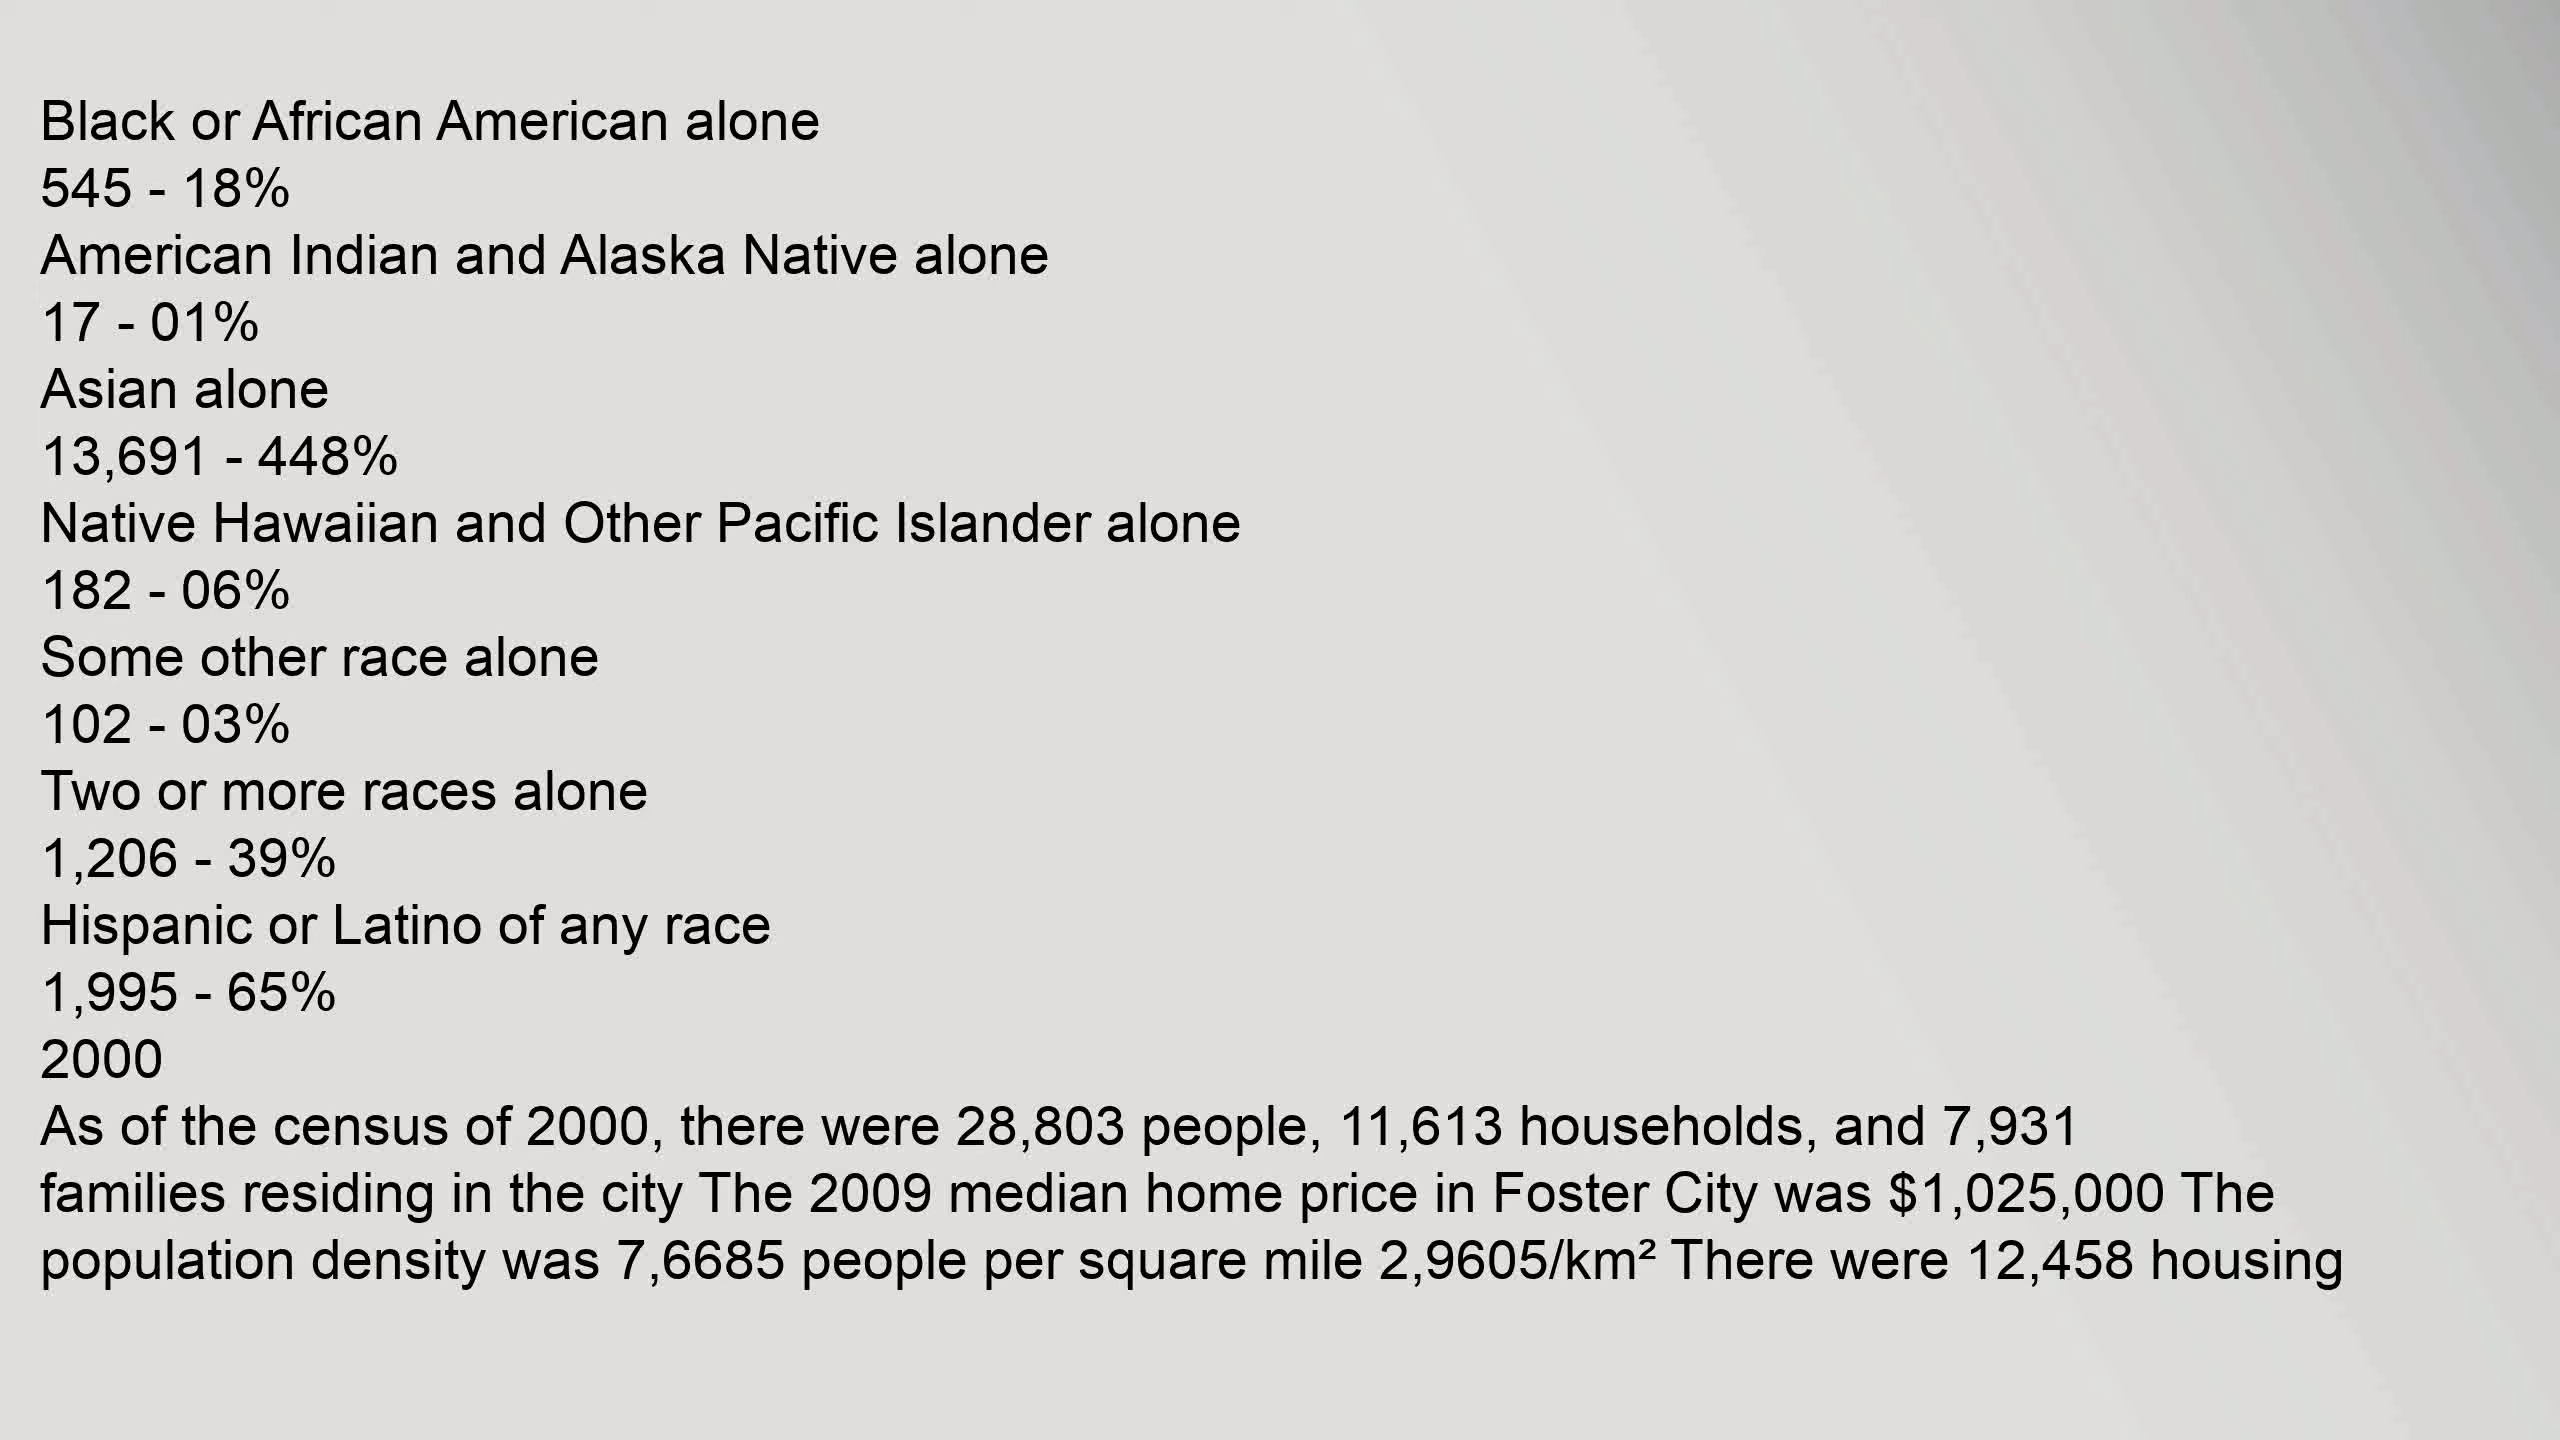 Black or African American alone
545 - 18%
American Indian and Alaska Native alone
17 - 01%
Asian alone
13,691 - 448%
Native Hawaiian and Other Pacific Islander alone
182 - 06%
Some other race alone
102 - 03%
Two or more races alone
1,206 - 39%
Hispanic or Latino of any race
1,995 - 65%
2000
As of the census of 2000, there were 28,803 people, 11,613 households, and 7,931
families residing in the city The 2009 median home price in Foster City was $1,025,000 The
population density was 7,6685 people per square mile 2,9605/km² There were 12,458 housing